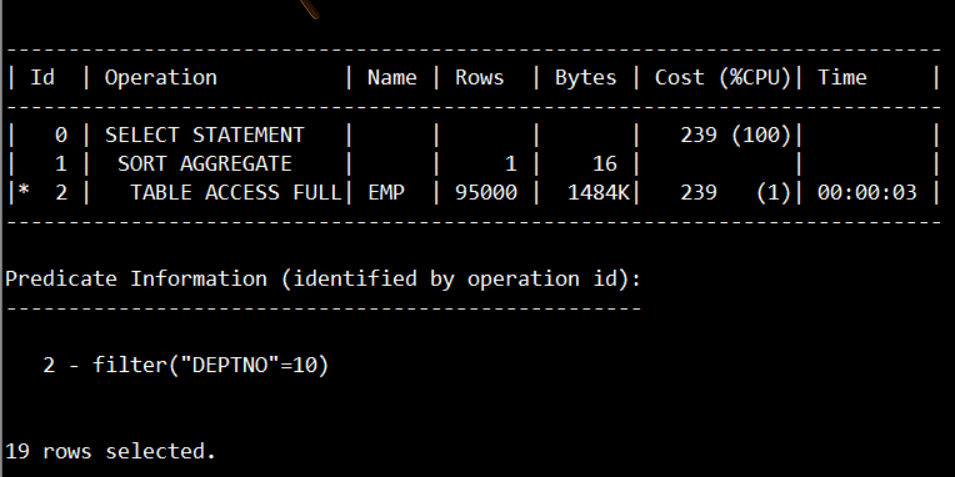 ---------------------------------------------------------------------------
| Id  | Operation          | Name | Rows  | Bytes | Cost (%CPU)| Time     |
---------------------------------------------------------------------------
|   0 | SELECT STATEMENT   |      |       |       |   239 (100)|          |
|   1 |  SORT AGGREGATE    |      |     1 |    16 |            |          |
|*  2 |   TABLE ACCESS FULL| EMP  | 95000 |  1484K|   239   (1)| 00:00:03 |
---------------------------------------------------------------------------
Predicate Information (identified by operation id):
---------------------------------------------------
   2 - filter("DEPTNO"=10)
19 rows selected.